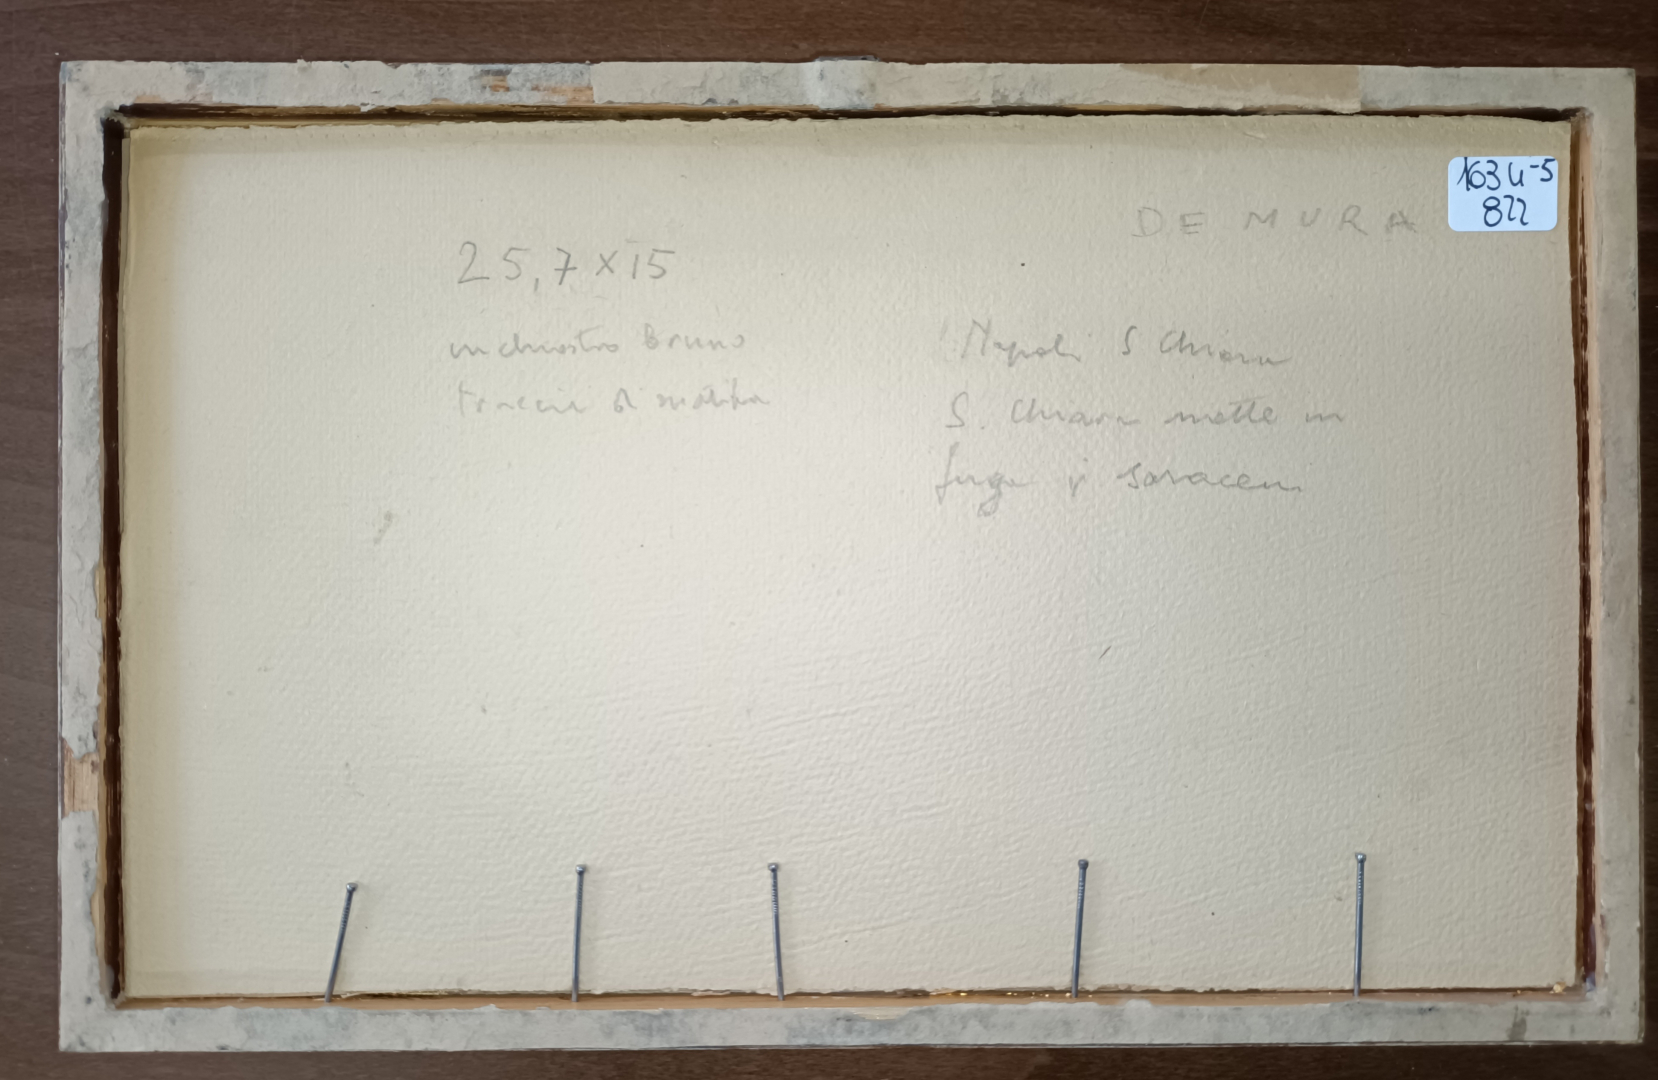 163 u-5
822
DE MURA
25,7 x 15
inchiostro Bruno
tracce di matita
Napoli S Chiara
S. Chiara mette in
fuga i saraceni